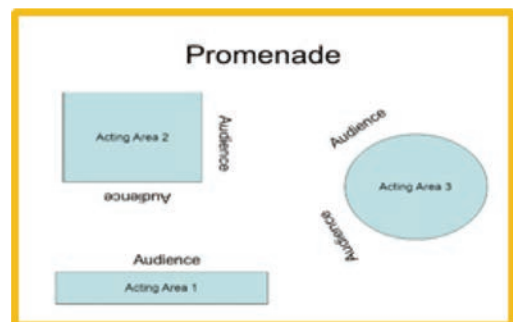 Promenade
Acting Area 2
Audience
Audience
Audience
Acting Area 3
Audience
Audience
Acting Area 1